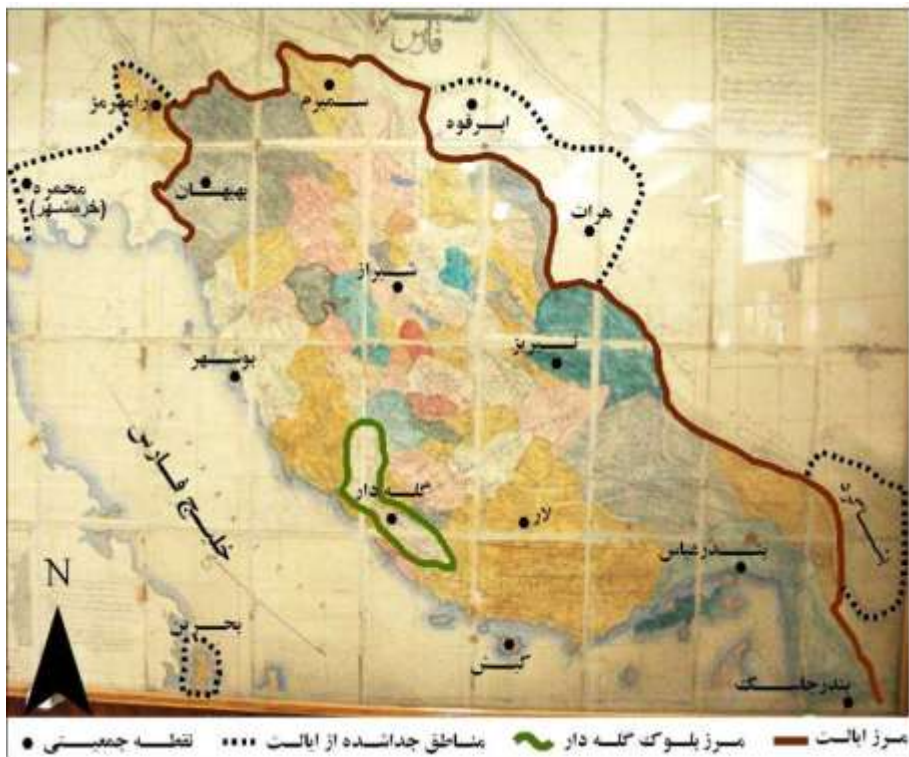 فارس
سمیرم
رامهرمز
ابرقوه
محمره
(خرمشهر)
بهبهان
هرات
شیراز
نیریز
بوشهر
خلیج فارس
گله دار
لار
بندرعباس
N
بحرین
کیش
بندرجاسک
مرز ایالت
مرز بلوک گله دار
مناطق جداشده از ایالت
نقطه جمعیتی